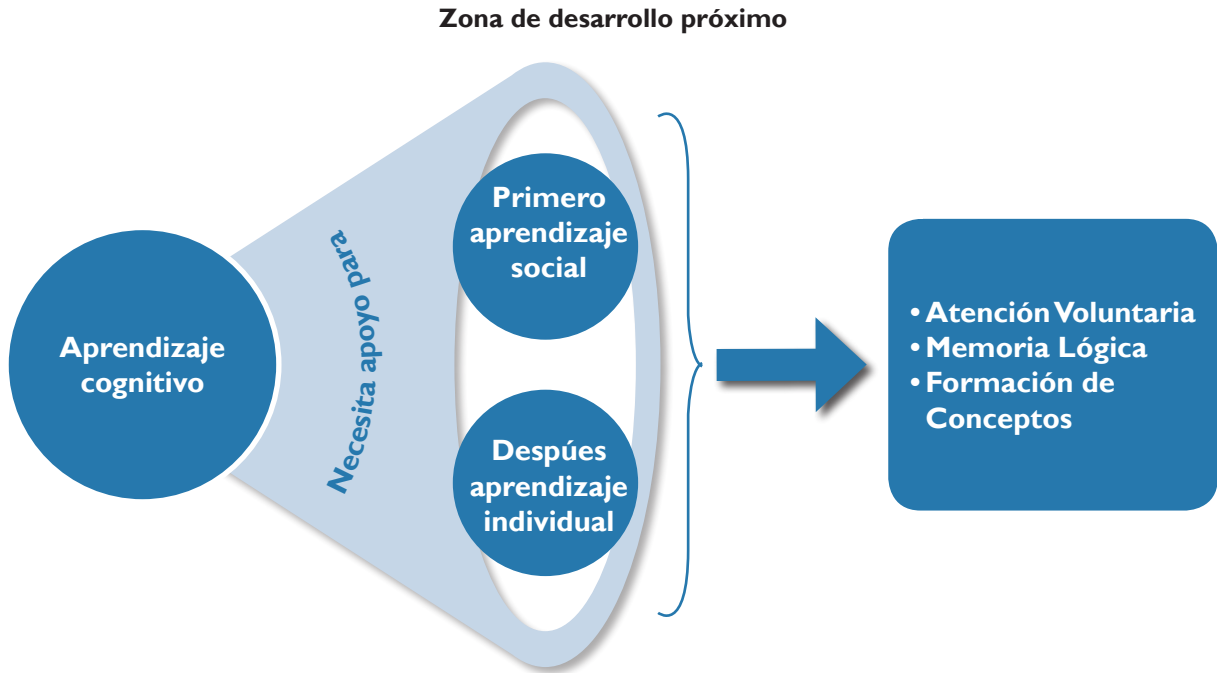 Zona de desarrollo próximo
Aprendizaje
cognitivo
Necesita apoyo para
Primero
aprendizaje
social
Despúes
aprendizaje
individual
• Atención Voluntaria
• Memoria Lógica
• Formación de
Conceptos